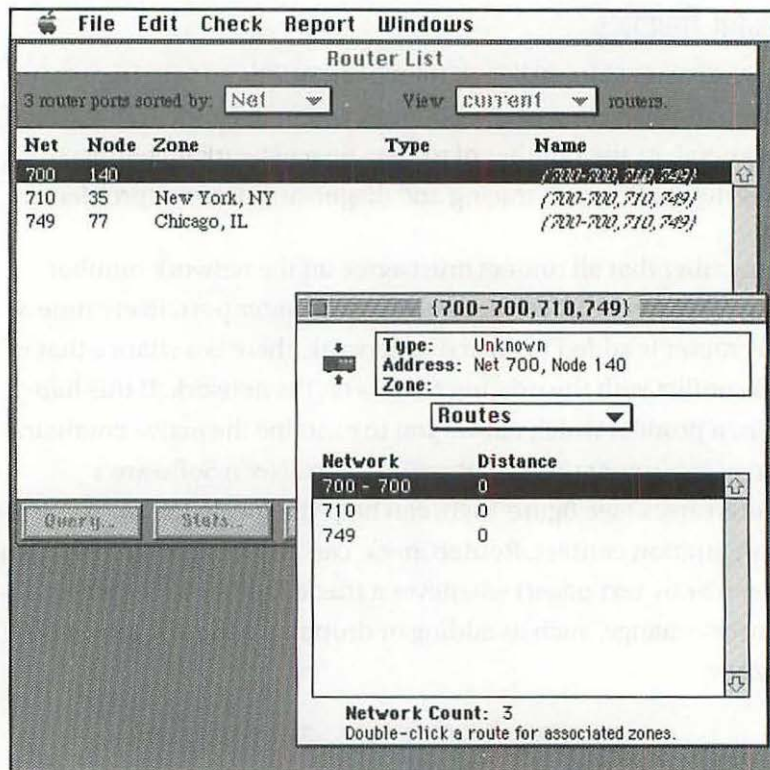 File Edit Check Report Windows
Router List
3 router ports sorted by: Net View current routers.
Net Node Zone Type Name
700 140 {700-700,710,749}
710 35 New York, NY {700-700,710,749}
749 77 Chicago, IL {700-700,710,749}
{700-700,710,749}
Type: Unknown
Address: Net 700, Node 140
Zone:
Routes
Network Distance
700 - 700 0
710 0
749 0
Query... Stats...
Network Count: 3
Double-click a route for associated zones.